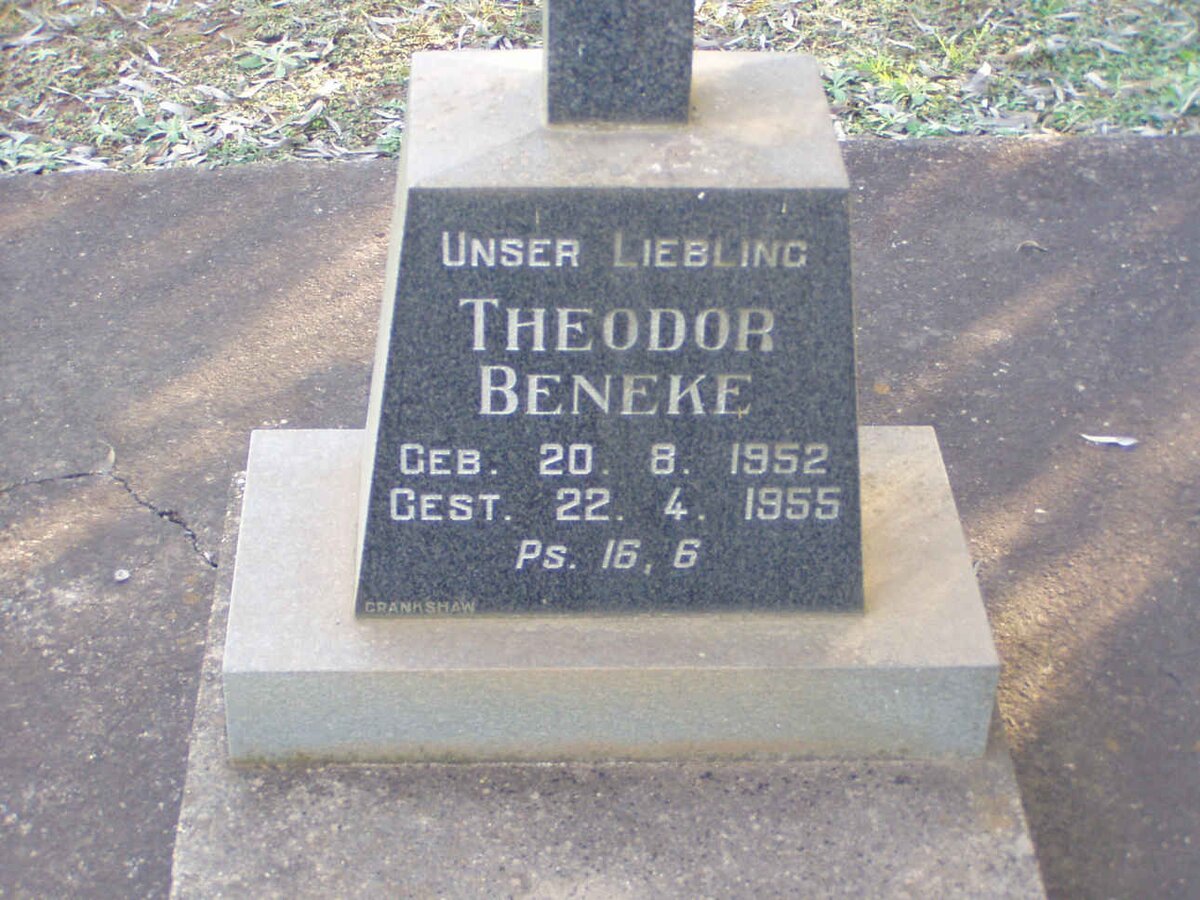 UNSER LIEBLING
THEODOR
BENEKE
GEB. 20. 8. 1952
GEST. 22. 4. 1955
PS. 16, 6
CRANKSHAW